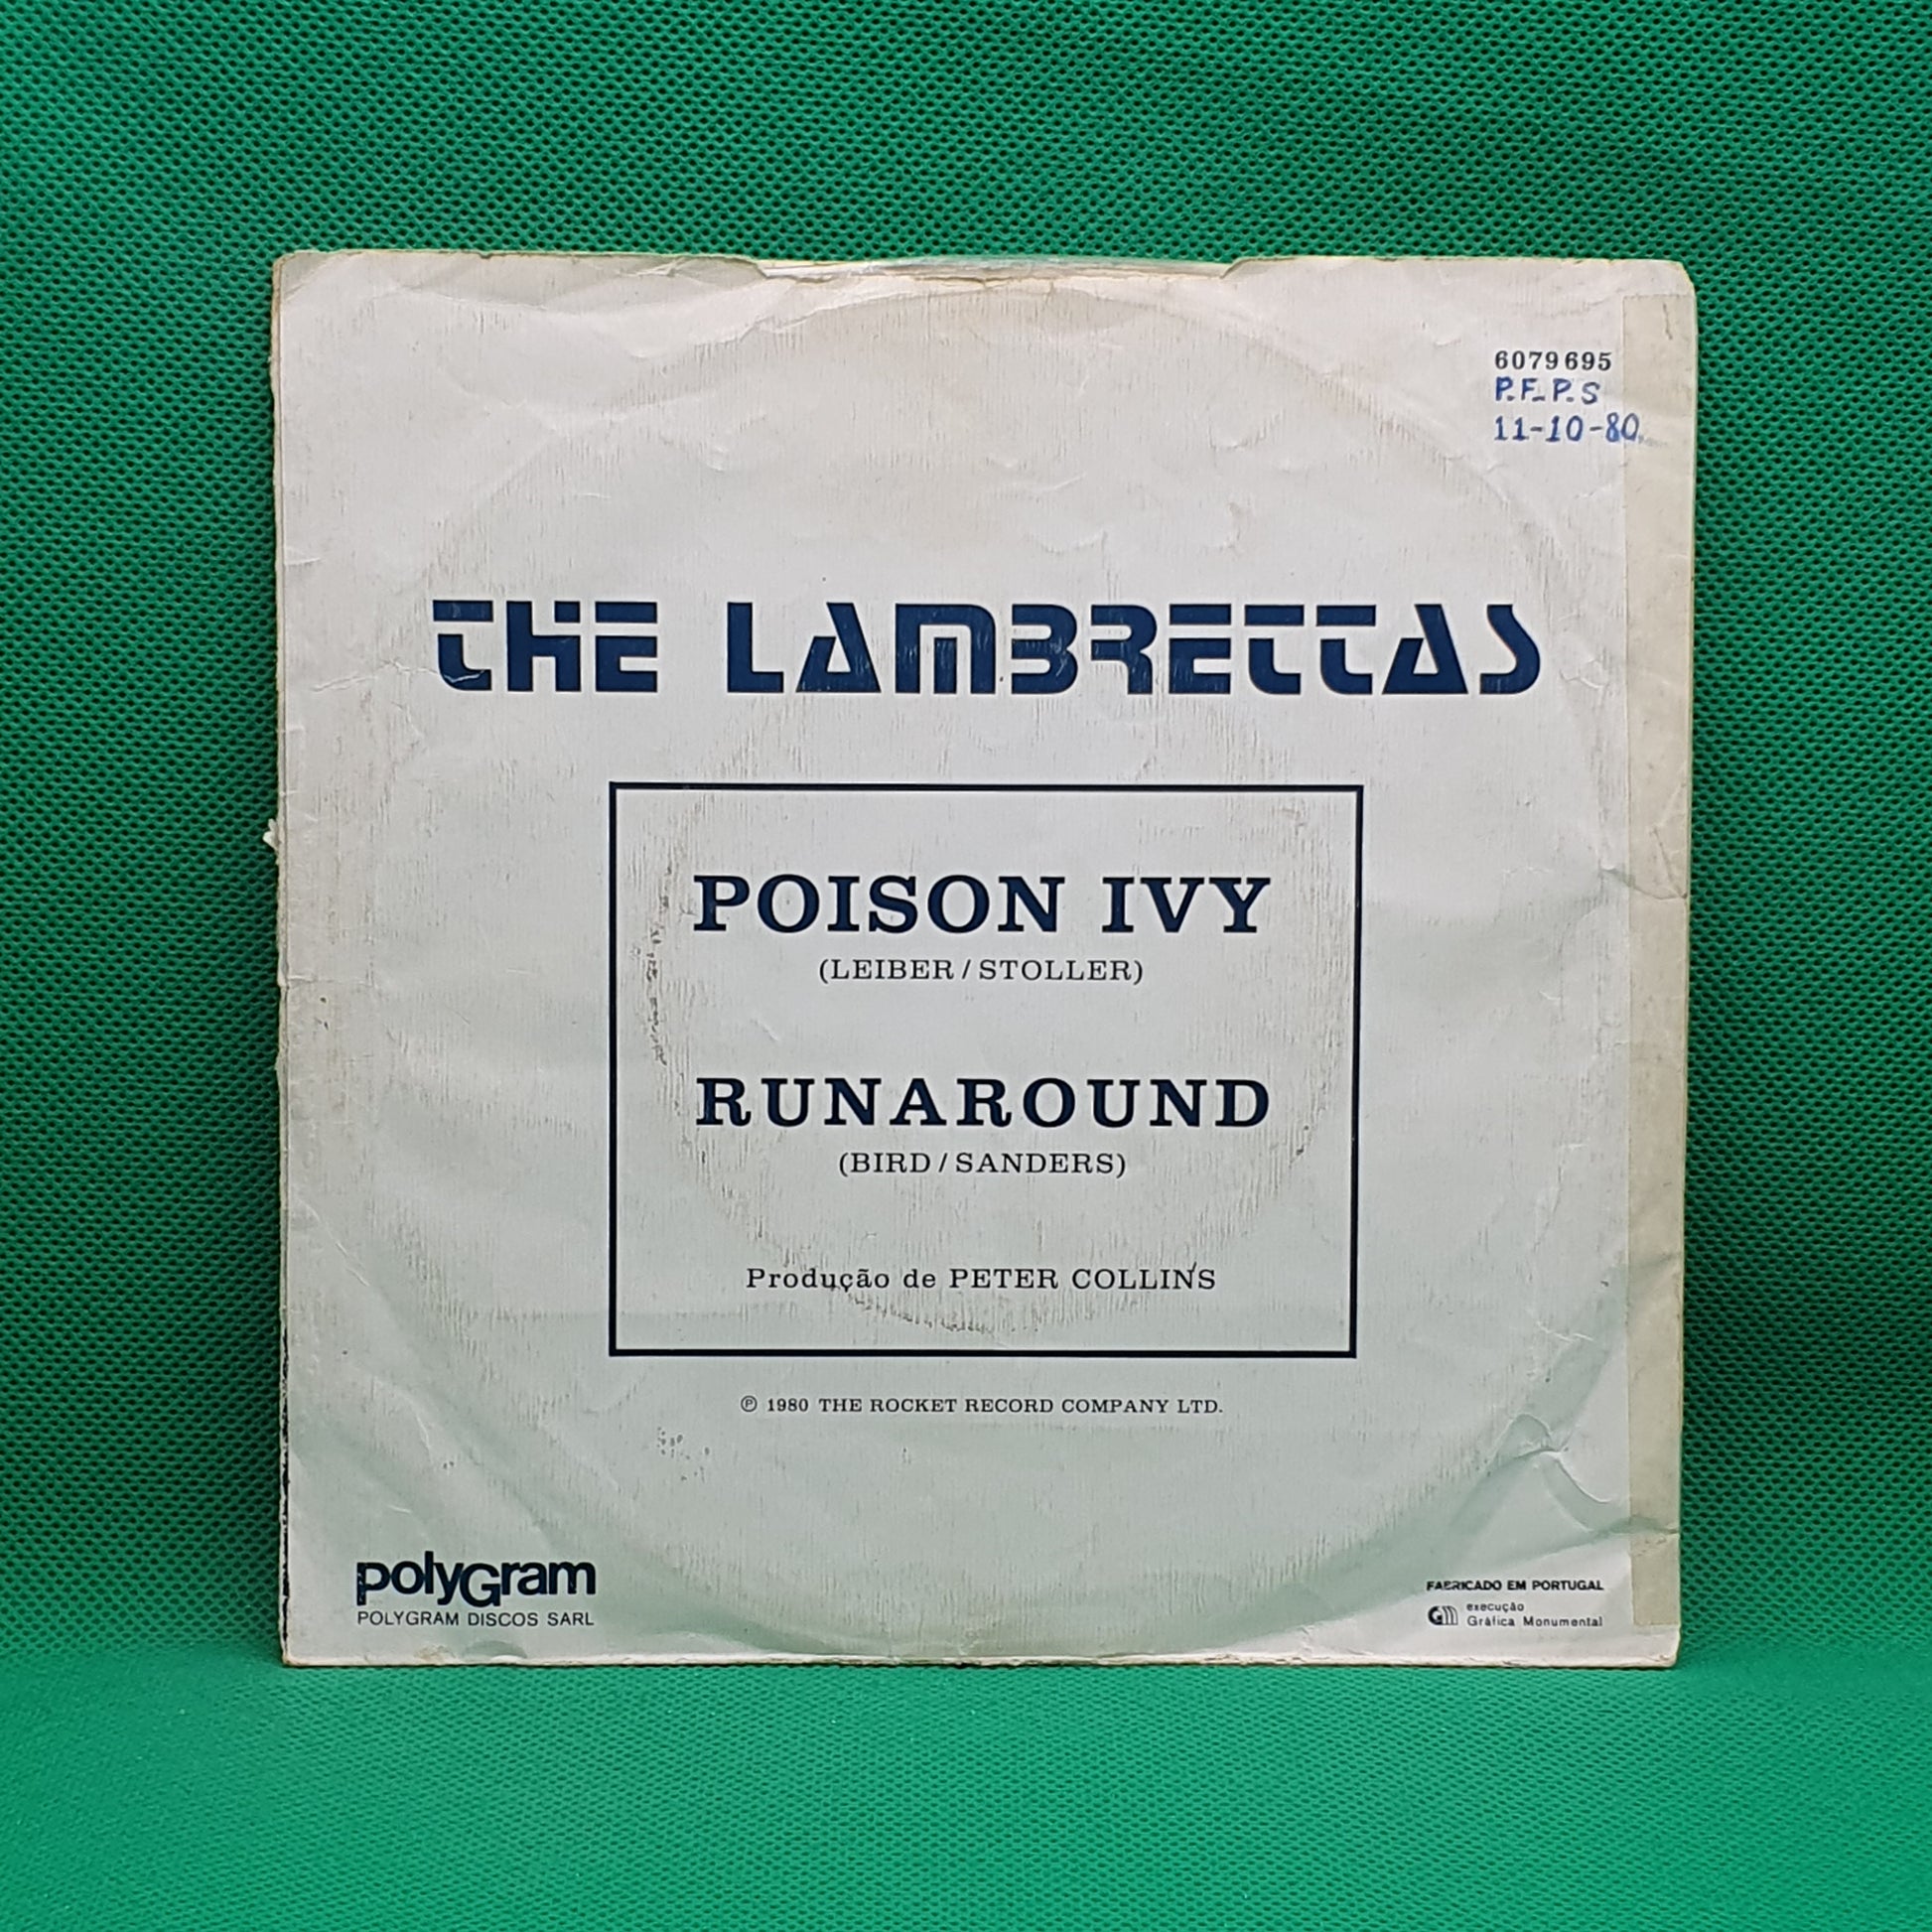 6079695
P.F.P.S
11-10-80
THE LAMBRETTAS
POISON IVY
(LEIBER / STOLLER)
RUNAROUND
(BIRD / SANDERS)
Produção de PETER COLLINS
℗ 1980 THE ROCKET RECORD COMPANY LTD.
polyGram
POLYGRAM DISCOS SARL
FABRICADO EM PORTUGAL
execução
Gráfica Monumental